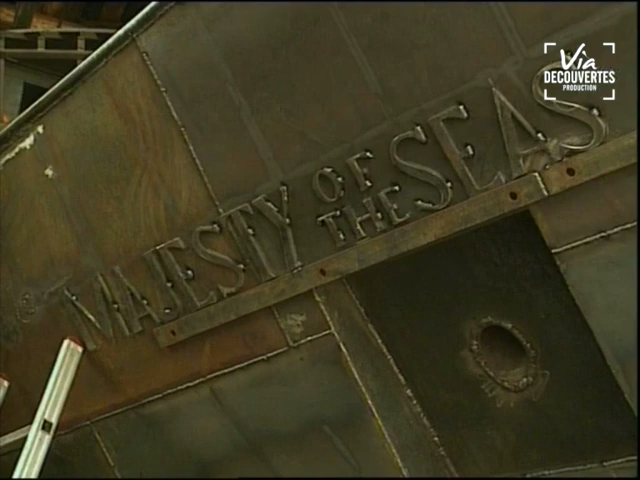 Via
DECOUVERTES
PRODUCTION
MAJESTY OF THE SEAS